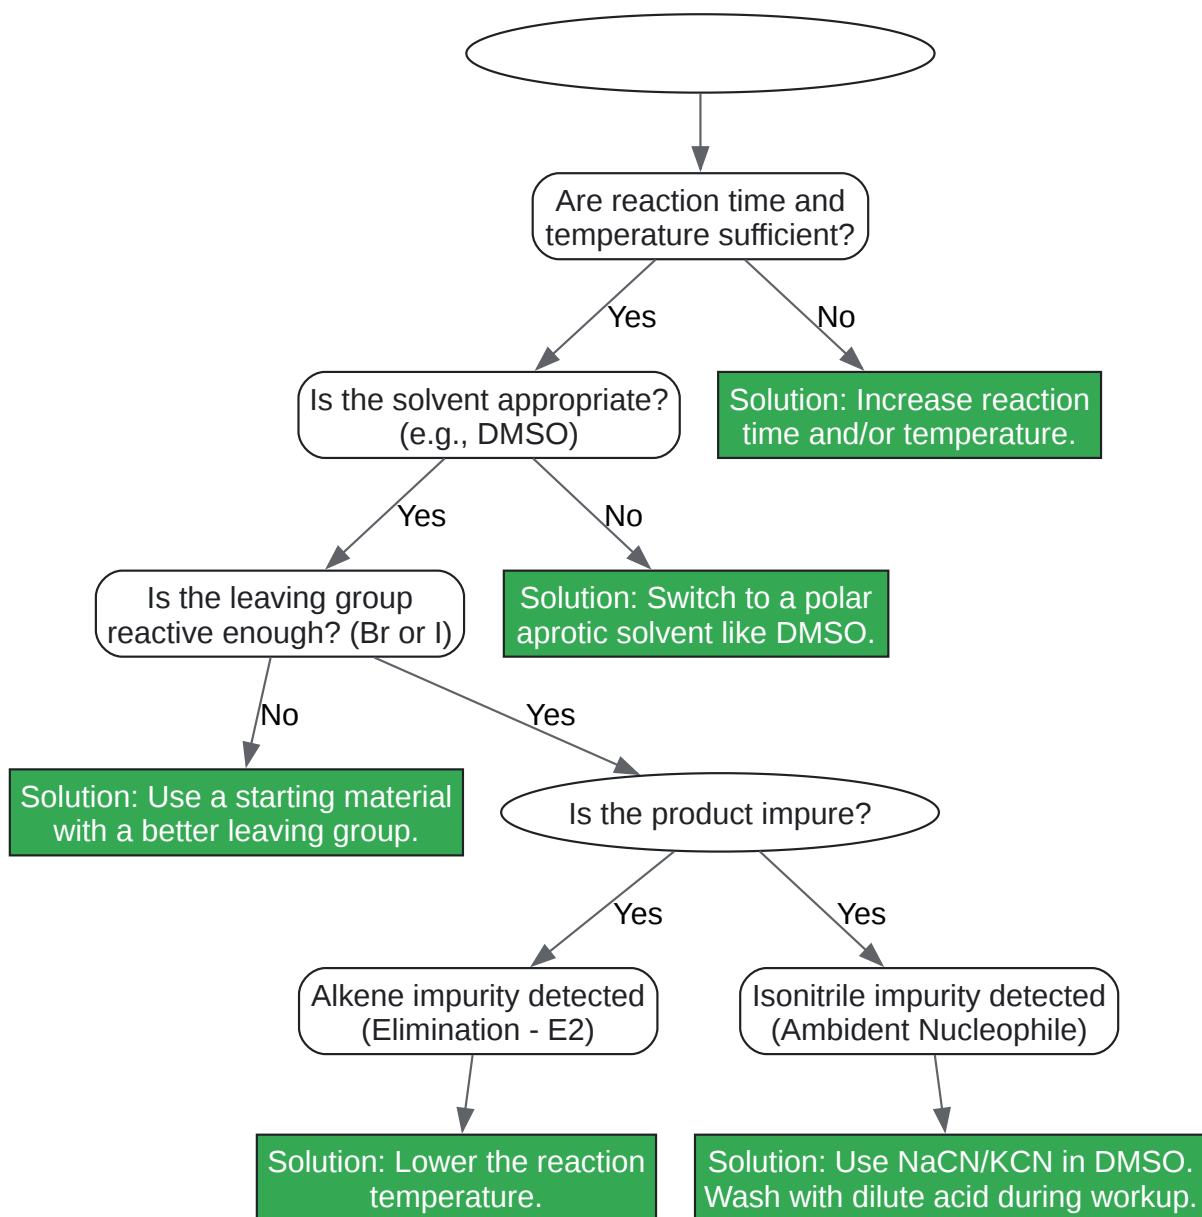 Are reaction time and
temperature sufficient?
Yes
No
Is the solvent appropriate?
(e.g., DMSO)
Solution: Increase reaction
time and/or temperature.
Yes
No
Is the leaving group
reactive enough? (Br or I)
Solution: Switch to a polar
aprotic solvent like DMSO.
No
Yes
Solution: Use a starting material
with a better leaving group.
Is the product impure?
Yes
Yes
Alkene impurity detected
(Elimination - E2)
Isonitrile impurity detected
(Ambident Nucleophile)
Solution: Lower the reaction
temperature.
Solution: Use NaCN/KCN in DMSO.
Wash with dilute acid during workup.